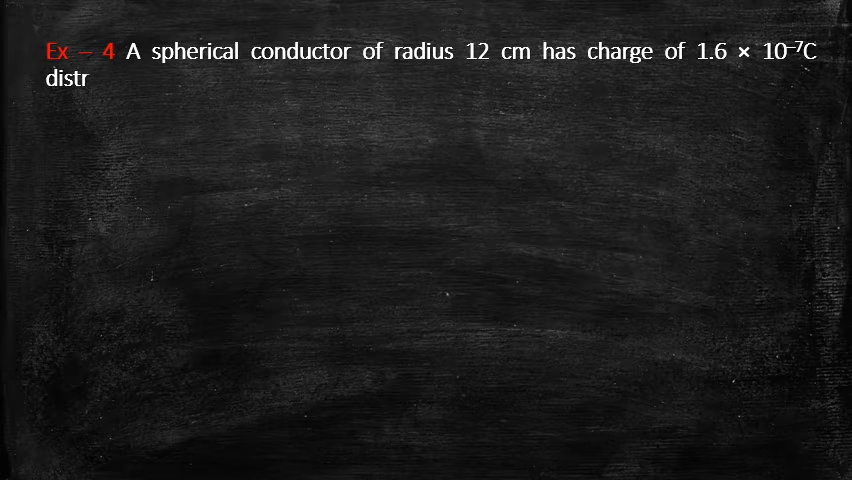 Ex – 4 A spherical conductor of radius 12 cm has charge of 1.6 × 10⁻⁷C
distr